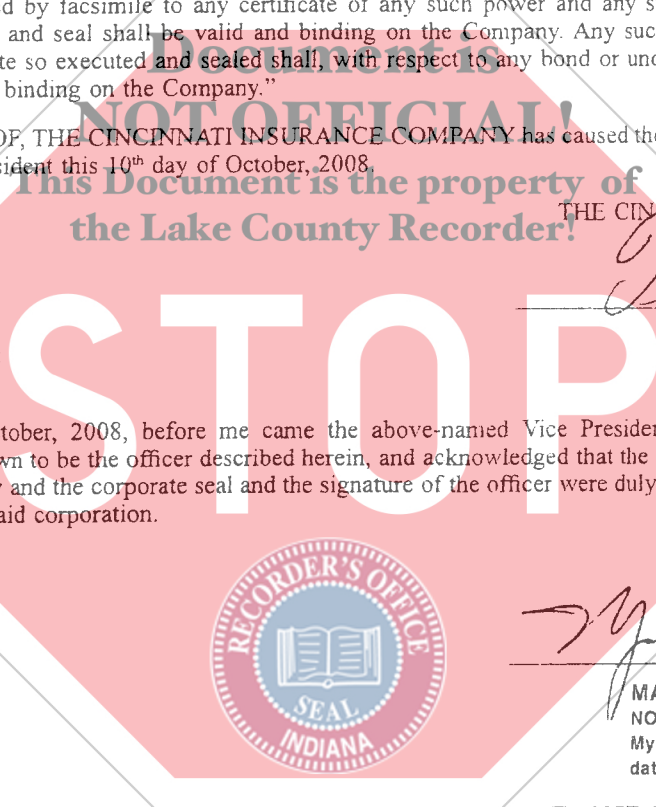 ed by facsimile to any certificate of any such power and any s
and seal shall be valid and binding on the Company. Any suc
te so executed and sealed shall, with respect to any bond or und
binding on the Company.”
Document is
NOT OFFICIAL!
OF, THE CINCINNATI INSURANCE COMPANY has caused the
sident this 10th day of October, 2008.
This Document is the property of
the Lake County Recorder!
THE CIN
STOP
tober, 2008, before me came the above-named Vice Presiden
wn to be the officer described herein, and acknowledged that the
and the corporate seal and the signature of the officer were duly
aid corporation.
RECORDER'S OFFICE
SEAL
INDIANA
MA
NO
My
dat